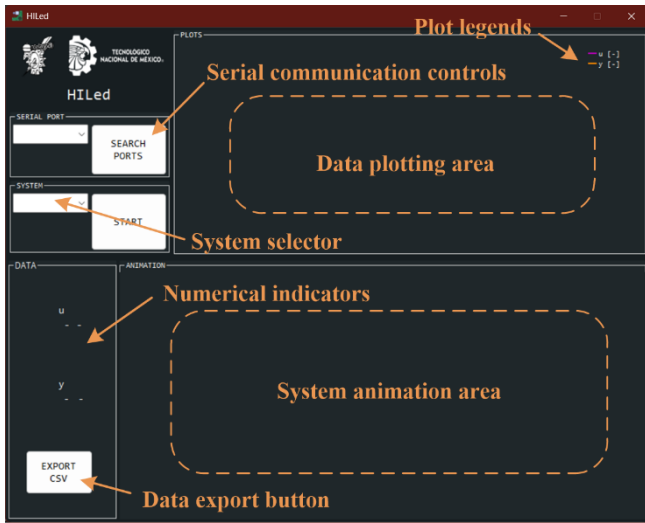 HILed
PLOTS
Plot legends
u [-]
y [-]
TECNOLÓGICO
NACIONAL DE MÉXICO®
HILed
Serial communication controls
SERIAL PORT
SEARCH
PORTS
Data plotting area
SYSTEM
START
System selector
DATA
ANIMATION
Numerical indicators
u
- -
y
- -
System animation area
EXPORT
CSV
Data export button